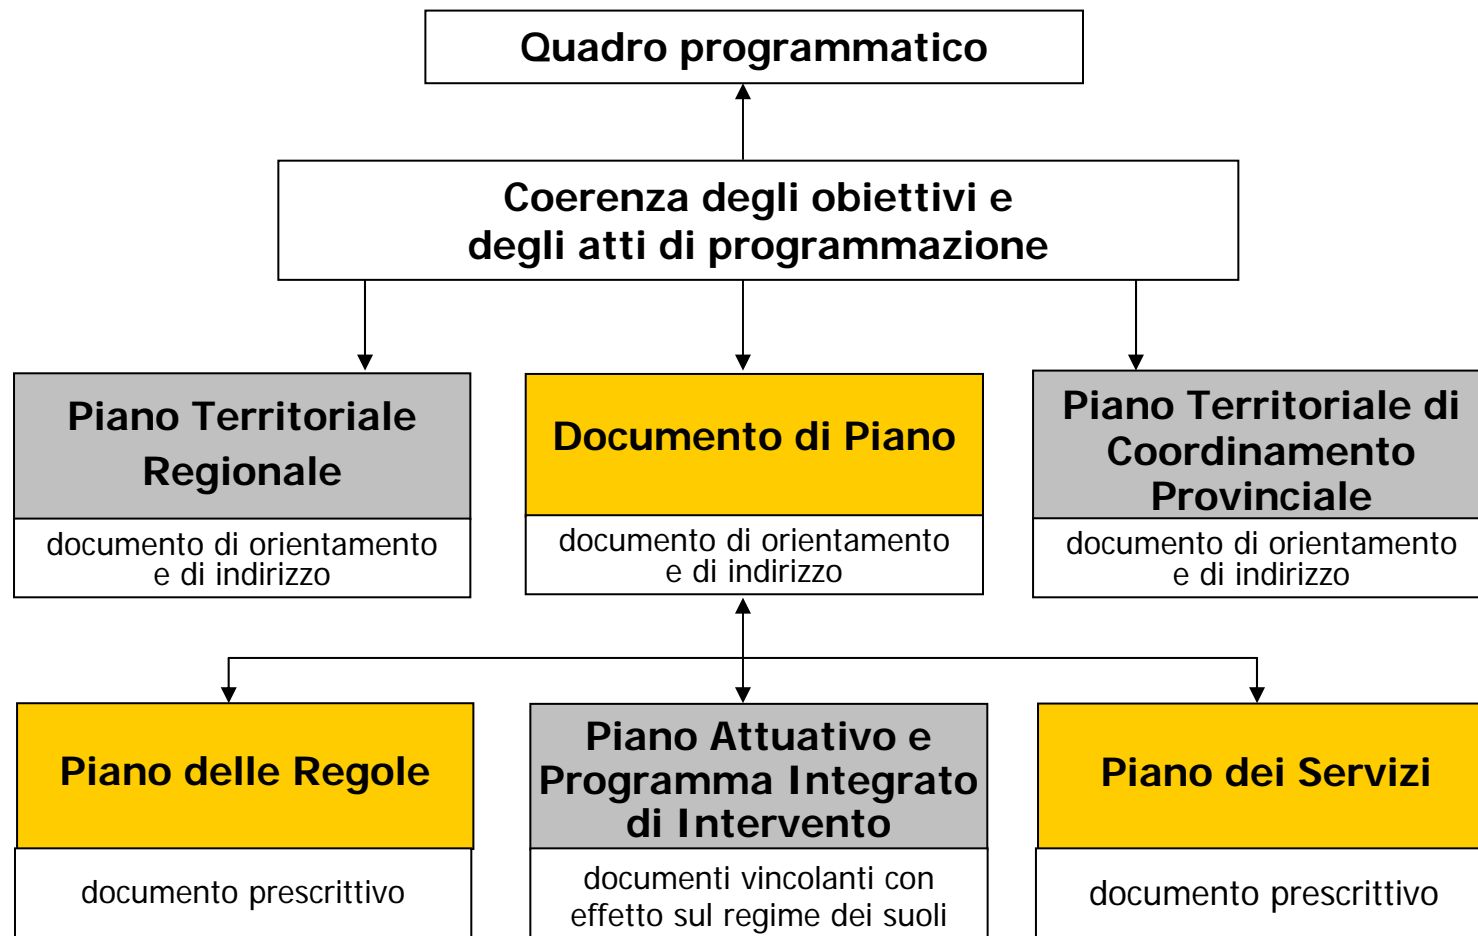 Quadro programmatico
Coerenza degli obiettivi e
degli atti di programmazione
Piano Territoriale
Regionale
documento di orientamento
e di indirizzo
Documento di Piano
documento di orientamento
e di indirizzo
Piano Territoriale di
Coordinamento
Provinciale
documento di orientamento
e di indirizzo
Piano delle Regole
documento prescrittivo
Piano Attuativo e
Programma Integrato
di Intervento
documenti vincolanti con
effetto sul regime dei suoli
Piano dei Servizi
documento prescrittivo